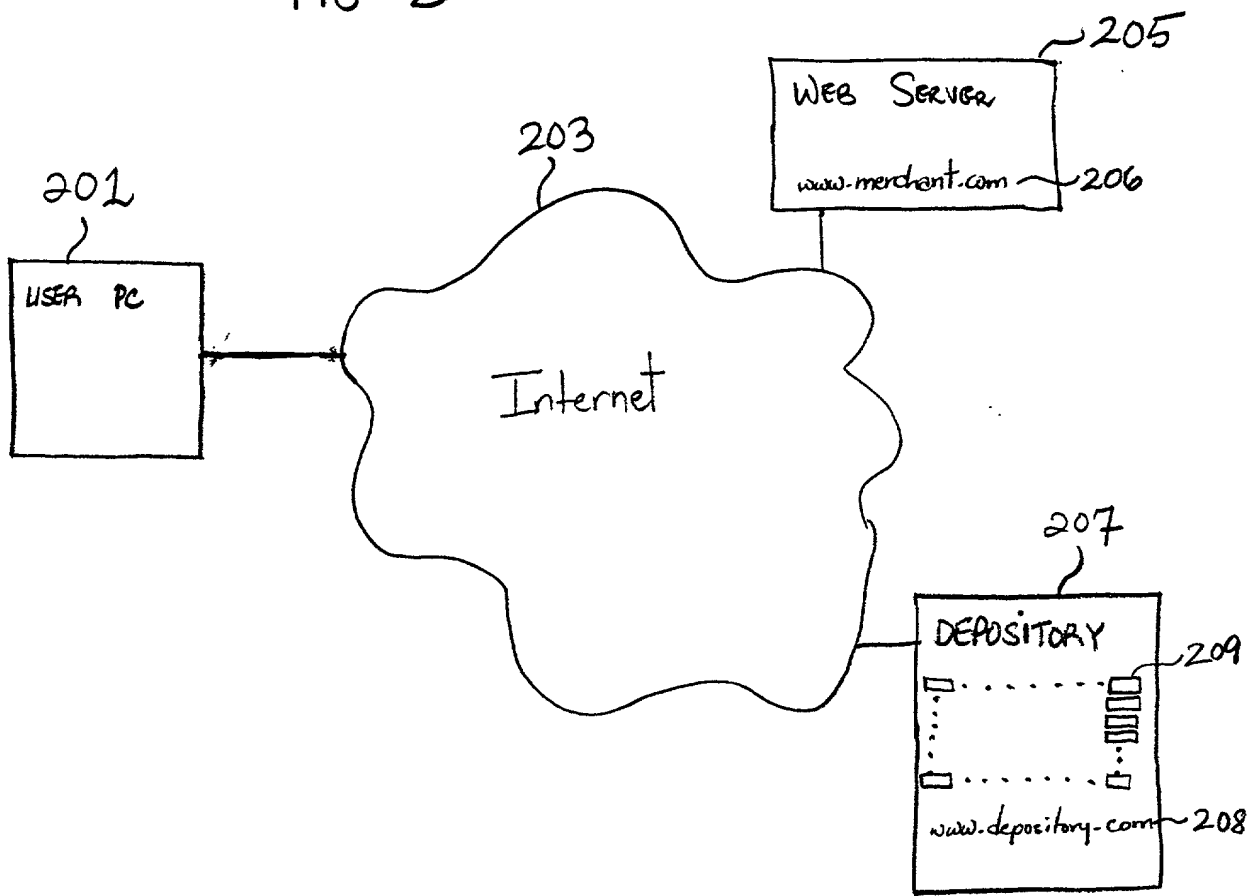 205
WEB SERVER
www.merchant.com
206
203
201
USER PC
Internet
207
DEPOSITORY
209
www.depository.com
208